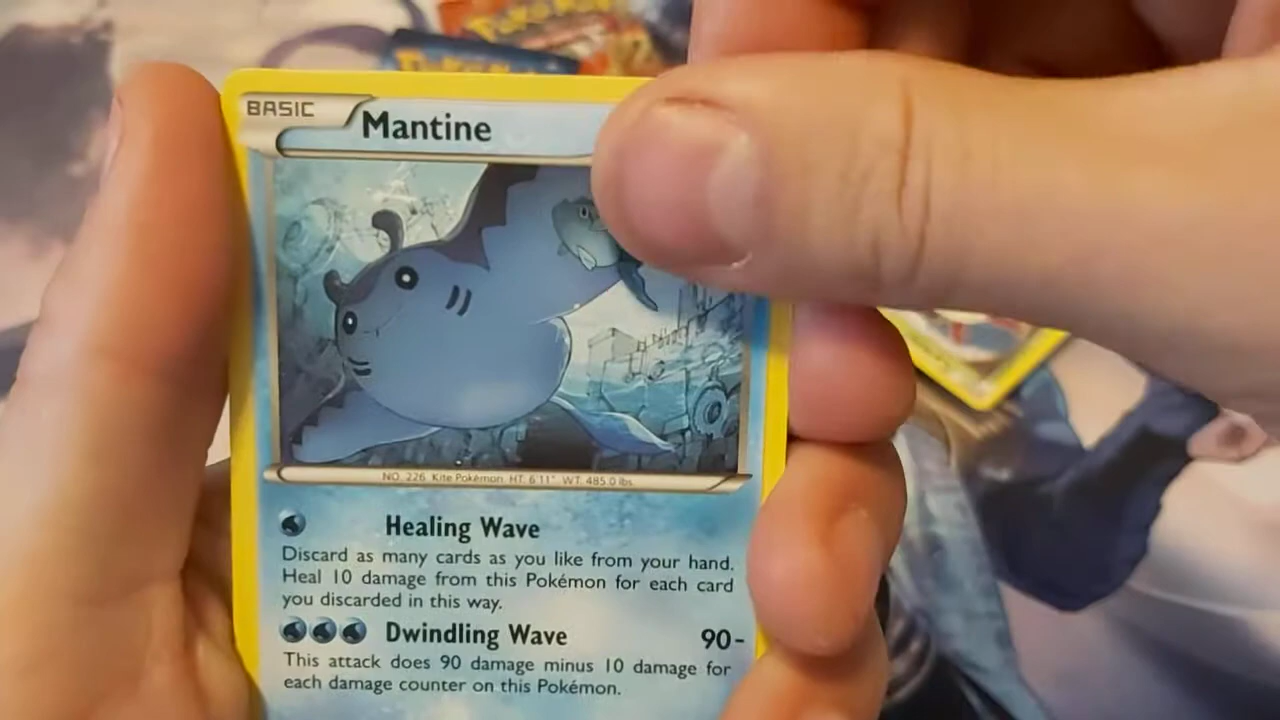 Pokémon
Pokémon
BASIC
Mantine
NO. 226 Kite Pokémon HT: 6'11" WT: 485.0 lbs.
Healing Wave
Discard as many cards as you like from your hand.
Heal 10 damage from this Pokémon for each card
you discarded in this way.
Dwindling Wave 90-
This attack does 90 damage minus 10 damage for
each damage counter on this Pokémon.